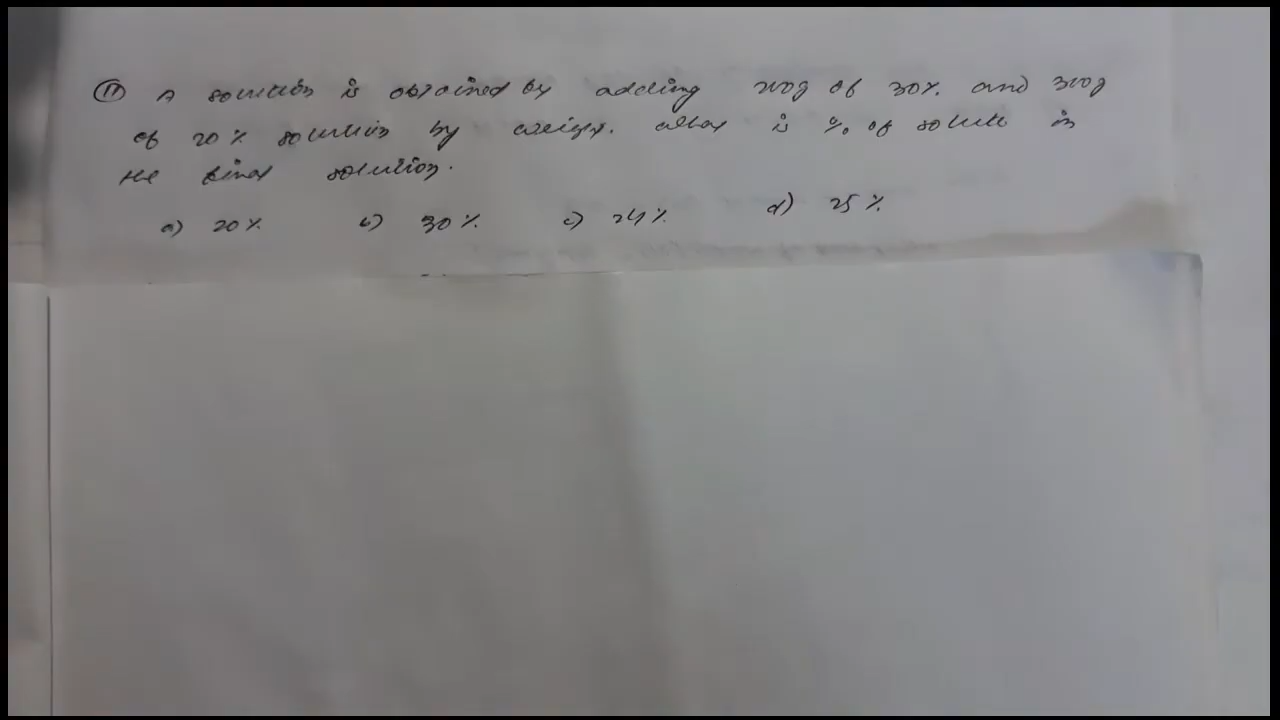 ⑪ A solution is obtained by adding 200g of 30% and 300g
of 20% solution by weight. What is % of solute in
the final solution.
a) 20% b) 30% c) 24% d) 25%